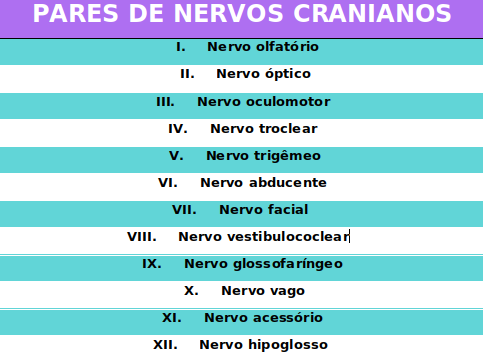 PARES DE NERVOS CRANIANOS
I. Nervo olfatório
II. Nervo óptico
III. Nervo oculomotor
IV. Nervo troclear
V. Nervo trigêmeo
VI. Nervo abducente
VII. Nervo facial
VIII. Nervo vestibulococlear
IX. Nervo glossofaríngeo
X. Nervo vago
XI. Nervo acessório
XII. Nervo hipoglosso